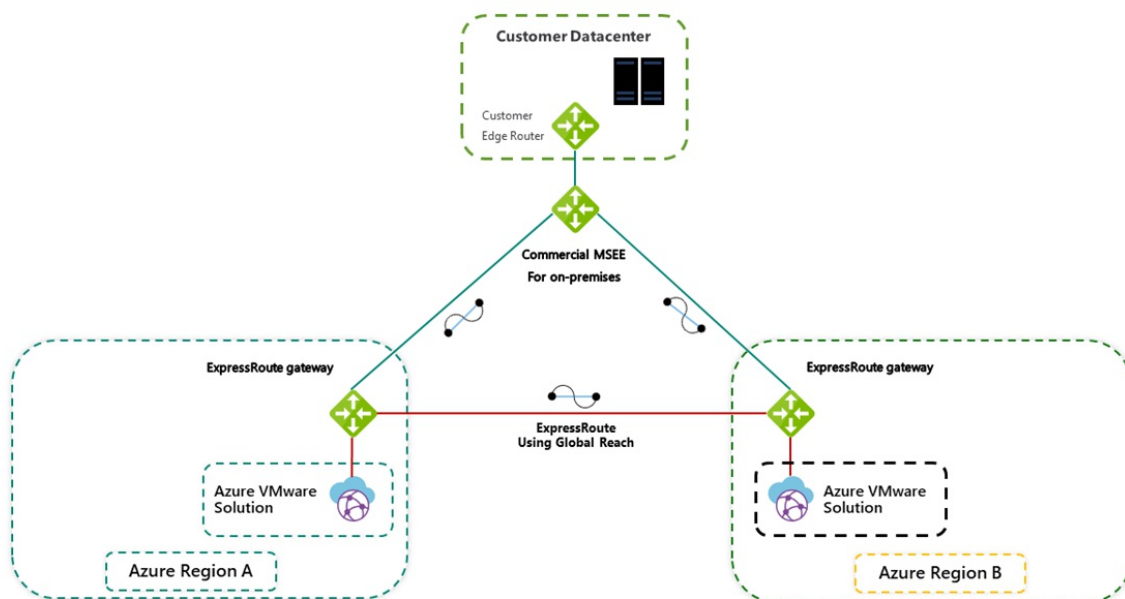 Customer Datacenter
Customer
Edge Router
Commercial MSEE
For on-premises
ExpressRoute gateway
ExpressRoute gateway
ExpressRoute
Using Global Reach
Azure VMware
Solution
Azure VMware
Solution
Azure Region A
Azure Region B